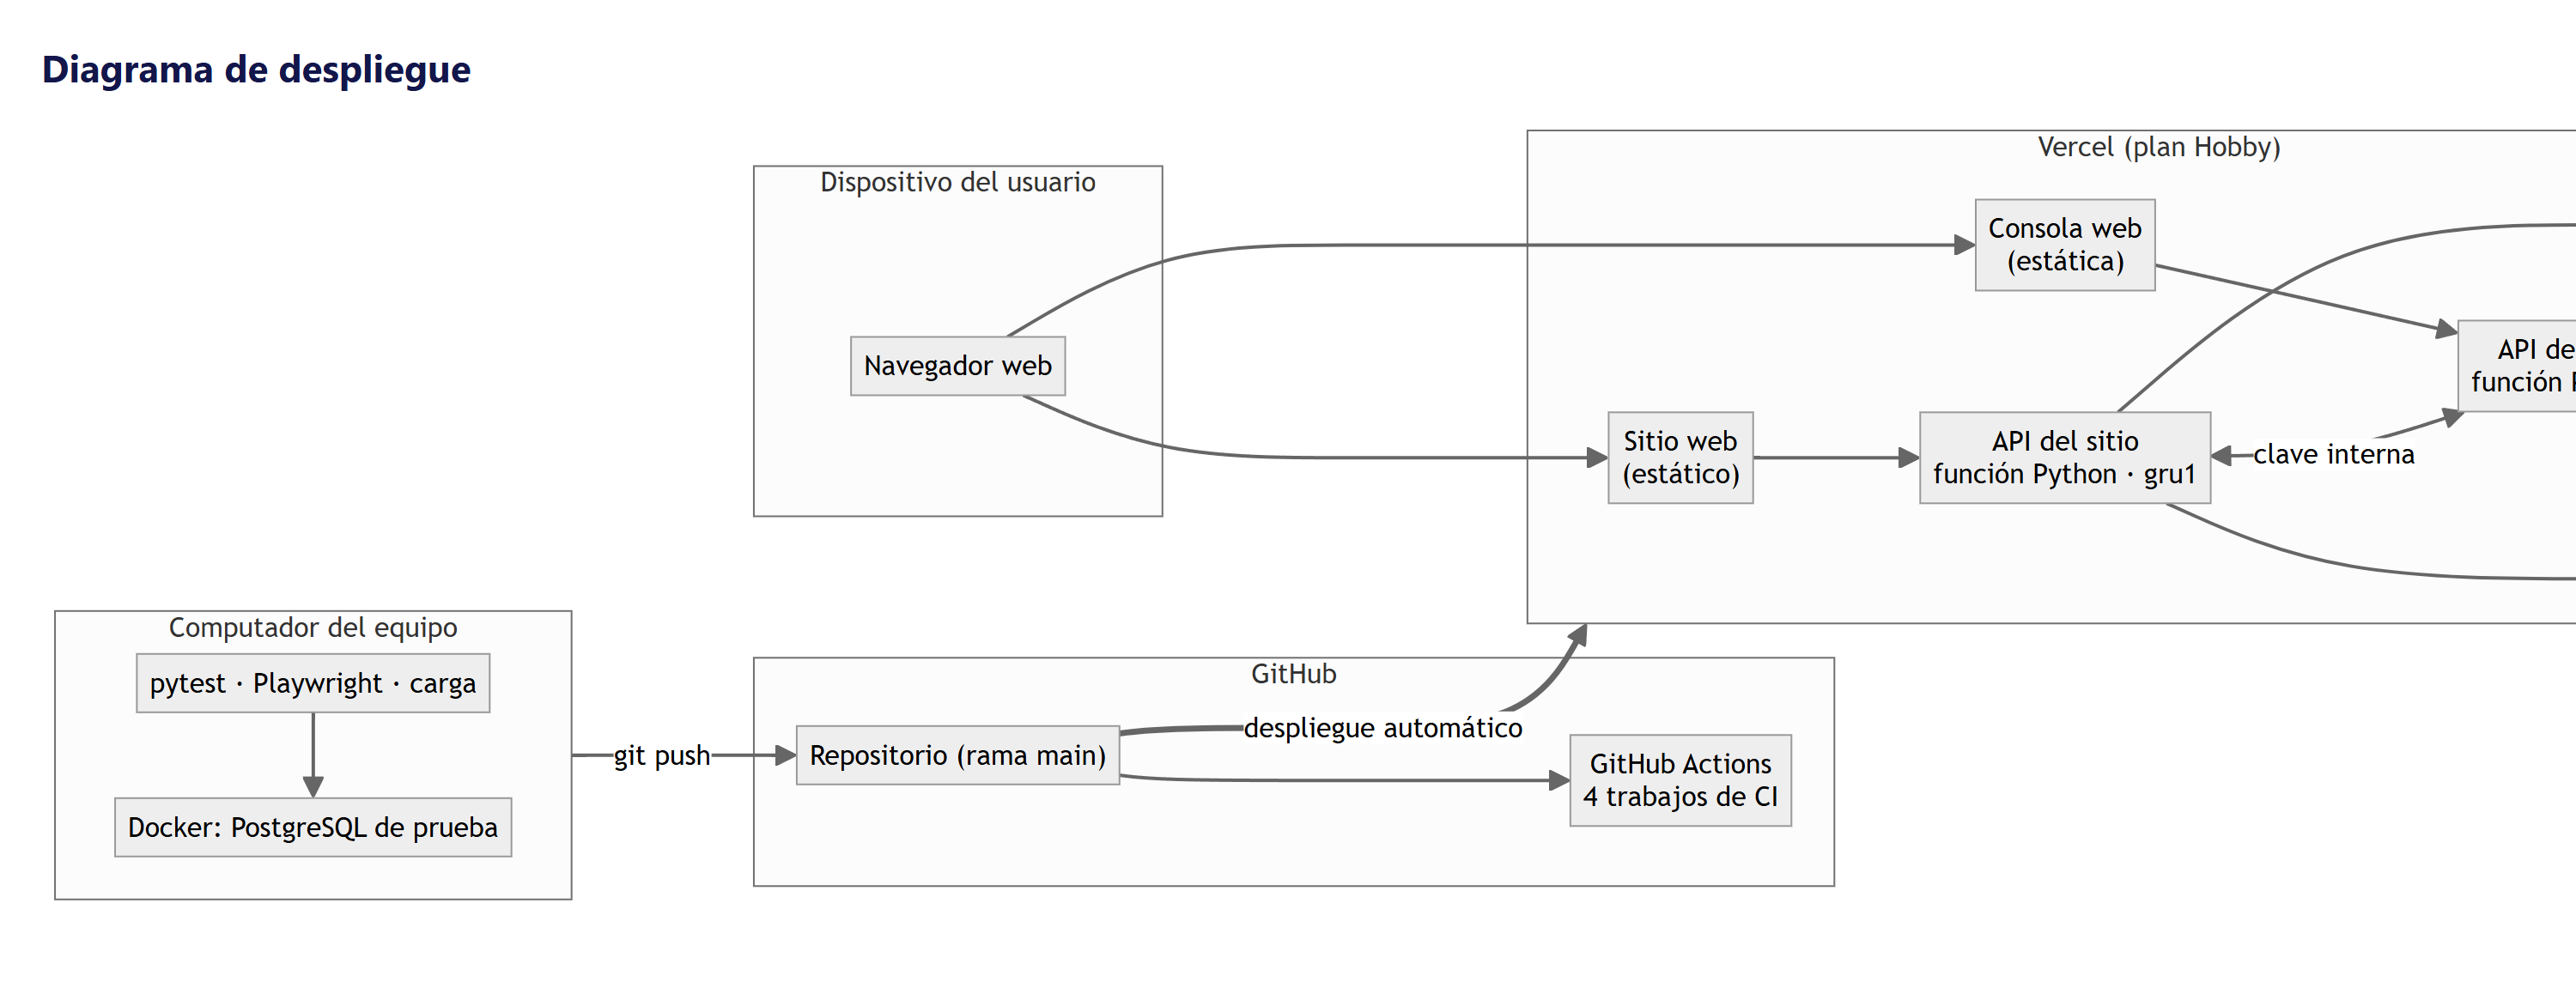 Diagrama de despliegue
Vercel (plan Hobby)
Dispositivo del usuario
Consola web
(estática)
Navegador web
API de
función
Sitio web
(estático)
API del sitio
función Python · gru1
clave interna
Computador del equipo
pytest · Playwright · carga
Docker: PostgreSQL de prueba
git push
GitHub
Repositorio (rama main)
despliegue automático
GitHub Actions
4 trabajos de CI